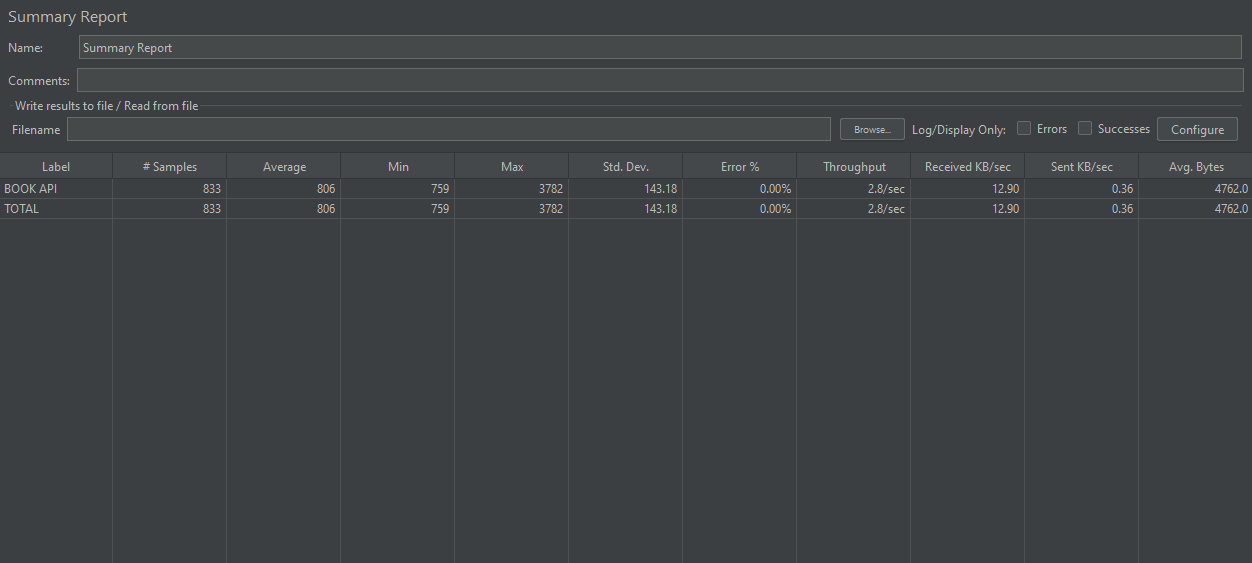 Summary Report
Name: Summary Report
Comments:
Write results to file / Read from file
Filename Browse... Log/Display Only: Errors Successes Configure
Label # Samples Average Min Max Std. Dev. Error % Throughput Received KB/sec Sent KB/sec Avg. Bytes
BOOK API 833 806 759 3782 143.18 0.00% 2.8/sec 12.90 0.36 4762.0
TOTAL 833 806 759 3782 143.18 0.00% 2.8/sec 12.90 0.36 4762.0